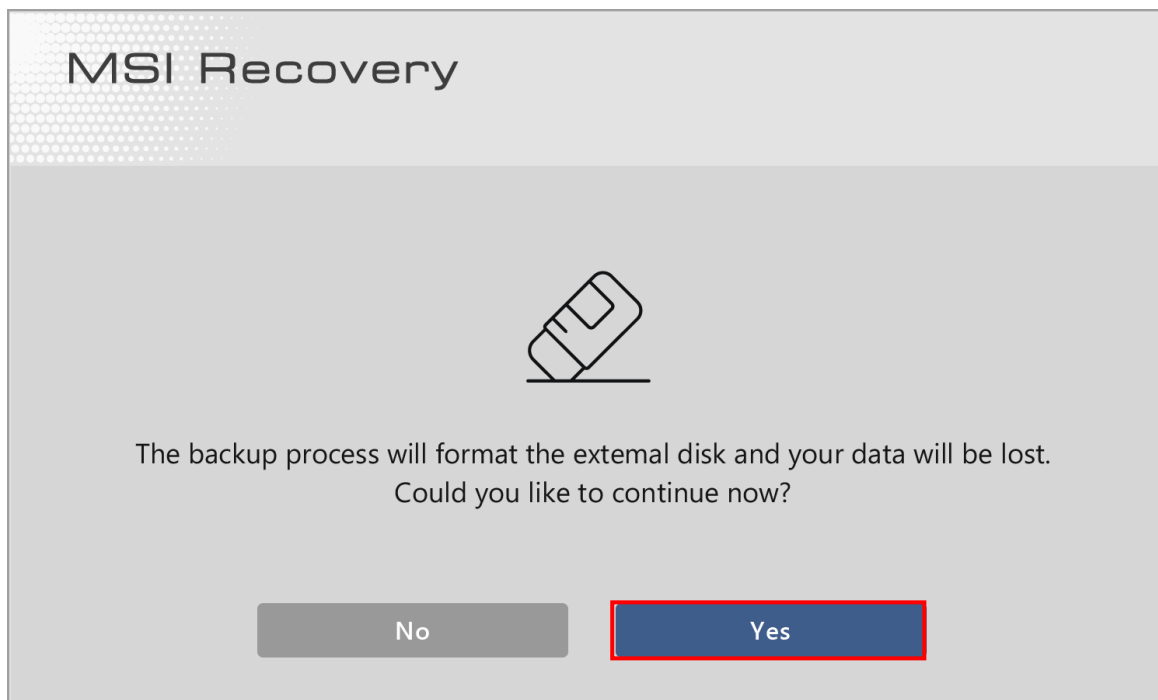 MSI Recovery
The backup process will format the extemal disk and your data will be lost.
Could you like to continue now?
No
Yes